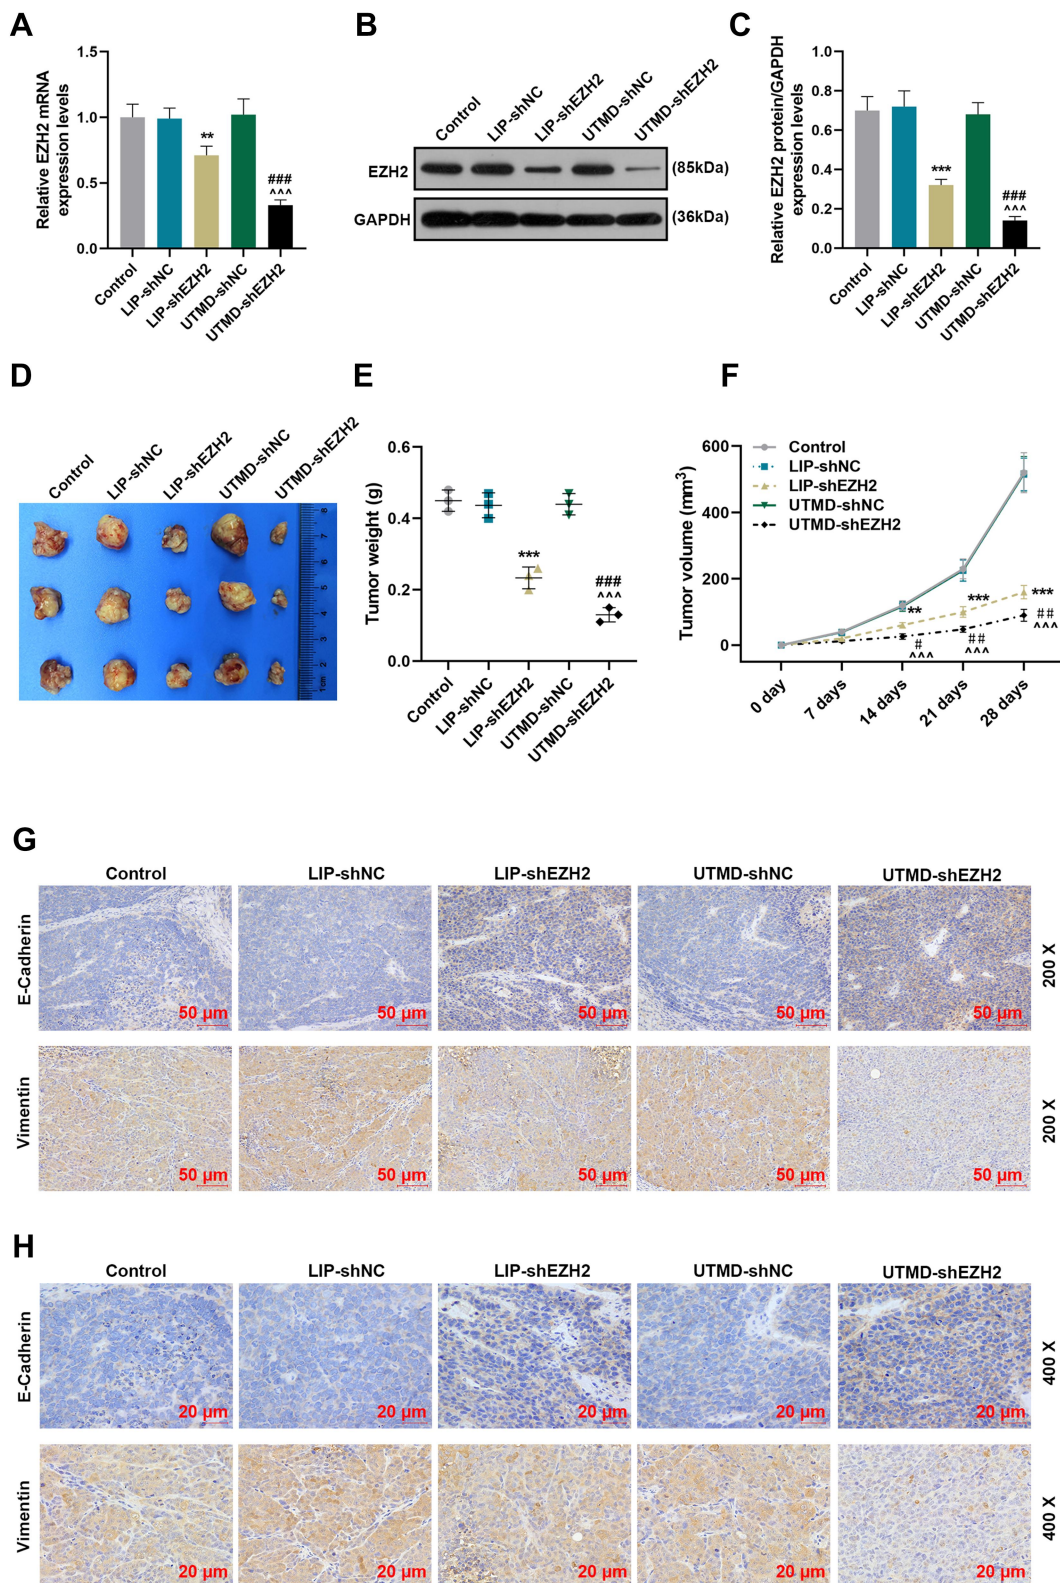 A
Relative EZH2 mRNA
expression levels
1.5
1.0
0.5
0.0
**
###
^^^
Control
LIP-shNC
LIP-shEZH2
UTMD-shNC
UTMD-shEZH2
B
Control
LIP-shNC
LIP-shEZH2
UTMD-shNC
UTMD-shEZH2
EZH2
(85kDa)
GAPDH
(36kDa)
C
Relative EZH2 protein/GAPDH
expression levels
1.0
0.8
0.6
0.4
0.2
0.0
***
###
^^^
Control
LIP-shNC
LIP-shEZH2
UTMD-shNC
UTMD-shEZH2
D
Control
LIP-shNC
LIP-shEZH2
UTMD-shNC
UTMD-shEZH2
8
7
6
5
4
3
2
1cm
E
Tumor weight (g)
0.6
0.4
0.2
0.0
***
###
^^^
Control
LIP-shNC
LIP-shEZH2
UTMD-shNC
UTMD-shEZH2
F
Tumor volume (mm³)
600
400
200
0
Control
LIP-shNC
LIP-shEZH2
UTMD-shNC
UTMD-shEZH2
**
***
***
#
^^^
##
^^^
##
^^^
0 day
7 days
14 days
21 days
28 days
G
Control
LIP-shNC
LIP-shEZH2
UTMD-shNC
UTMD-shEZH2
E-Cadherin
50 µm
50 µm
50 µm
50 µm
50 µm
200 X
Vimentin
50 µm
50 µm
50 µm
50 µm
50 µm
200 X
H
Control
LIP-shNC
LIP-shEZH2
UTMD-shNC
UTMD-shEZH2
E-Cadherin
20 µm
20 µm
20 µm
20 µm
20 µm
400 X
Vimentin
20 µm
20 µm
20 µm
20 µm
20 µm
400 X